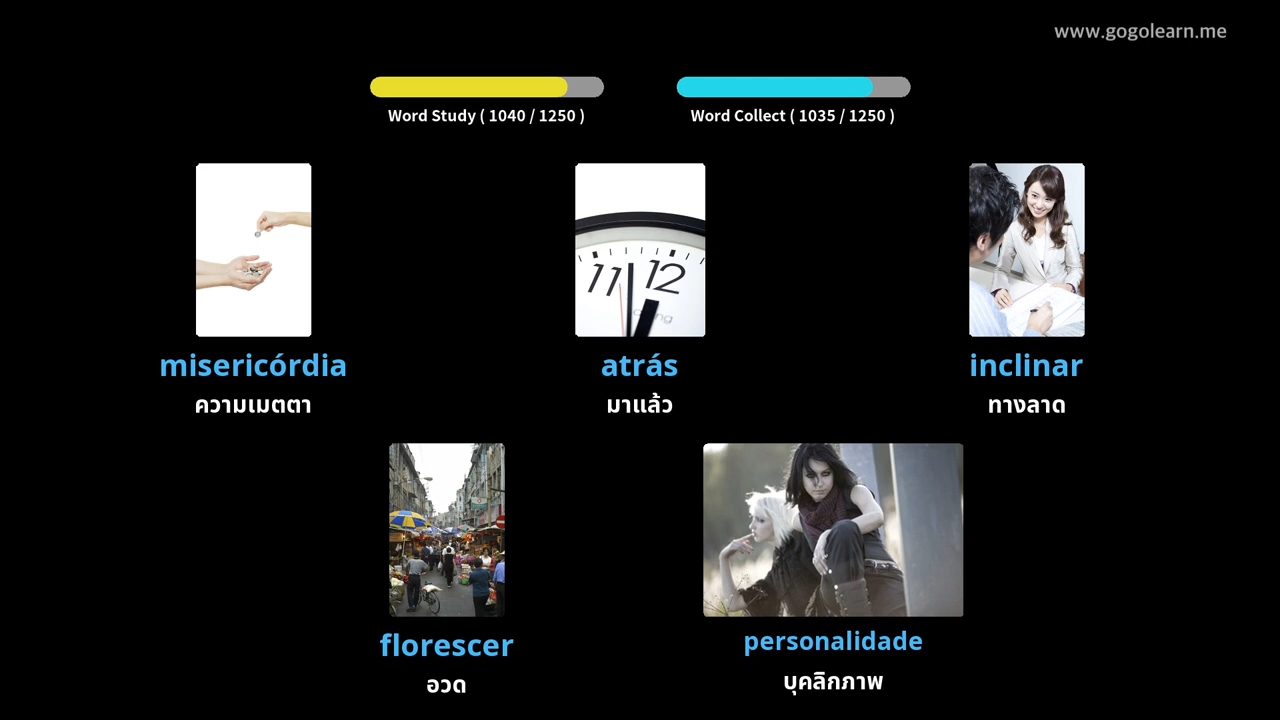 www.gogolearn.me
Word Study ( 1040 / 1250 )
Word Collect ( 1035 / 1250 )
11 12
misericórdia
ความเมตตา
atrás
มาแล้ว
inclinar
ทางลาด
florescer
อวด
personalidade
บุคลิกภาพ